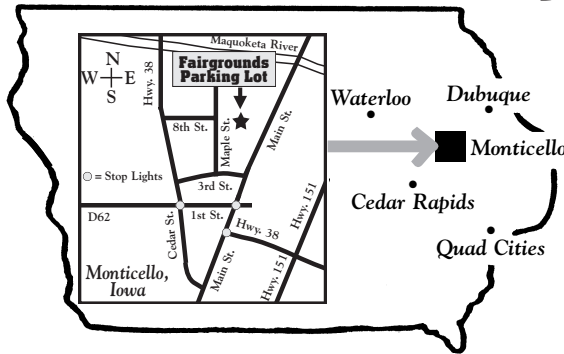 Maquoketa River
N
W E
S
Hwy. 38
Fairgrounds
Parking Lot
8th St.
Maple St.
Main St.
= Stop Lights
3rd St.
Hwy. 151
D62
1st St.
Cedar St.
Hwy. 38
Main St.
Hwy. 151
Monticello,
Iowa
Waterloo
Dubuque
Monticello
Cedar Rapids
Quad Cities